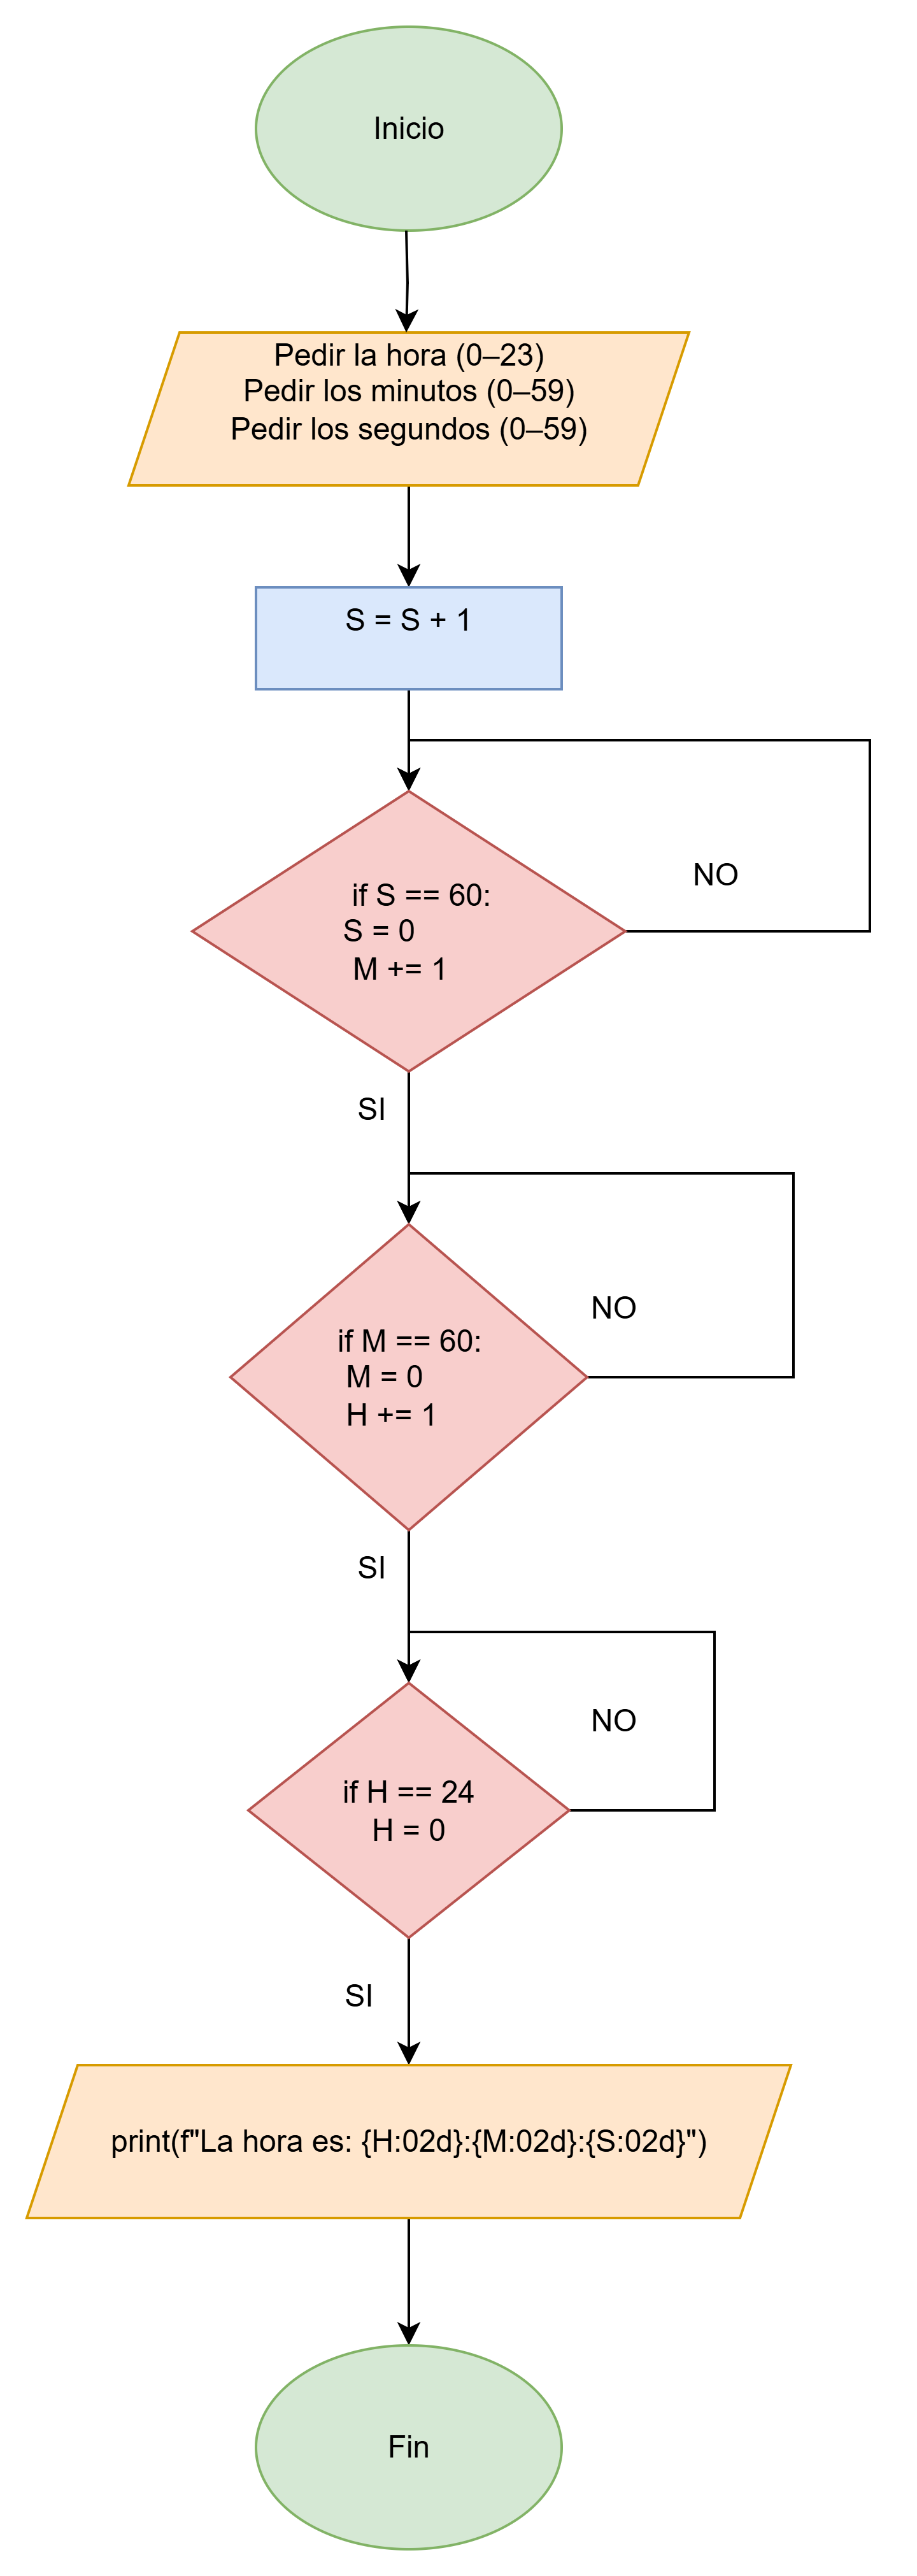 Inicio
Pedir la hora (0–23)
Pedir los minutos (0–59)
Pedir los segundos (0–59)
S = S + 1
if S == 60:
S = 0
M += 1
NO
SI
if M == 60:
M = 0
H += 1
NO
SI
if H == 24
H = 0
NO
SI
print(f"La hora es: {H:02d}:{M:02d}:{S:02d}")
Fin